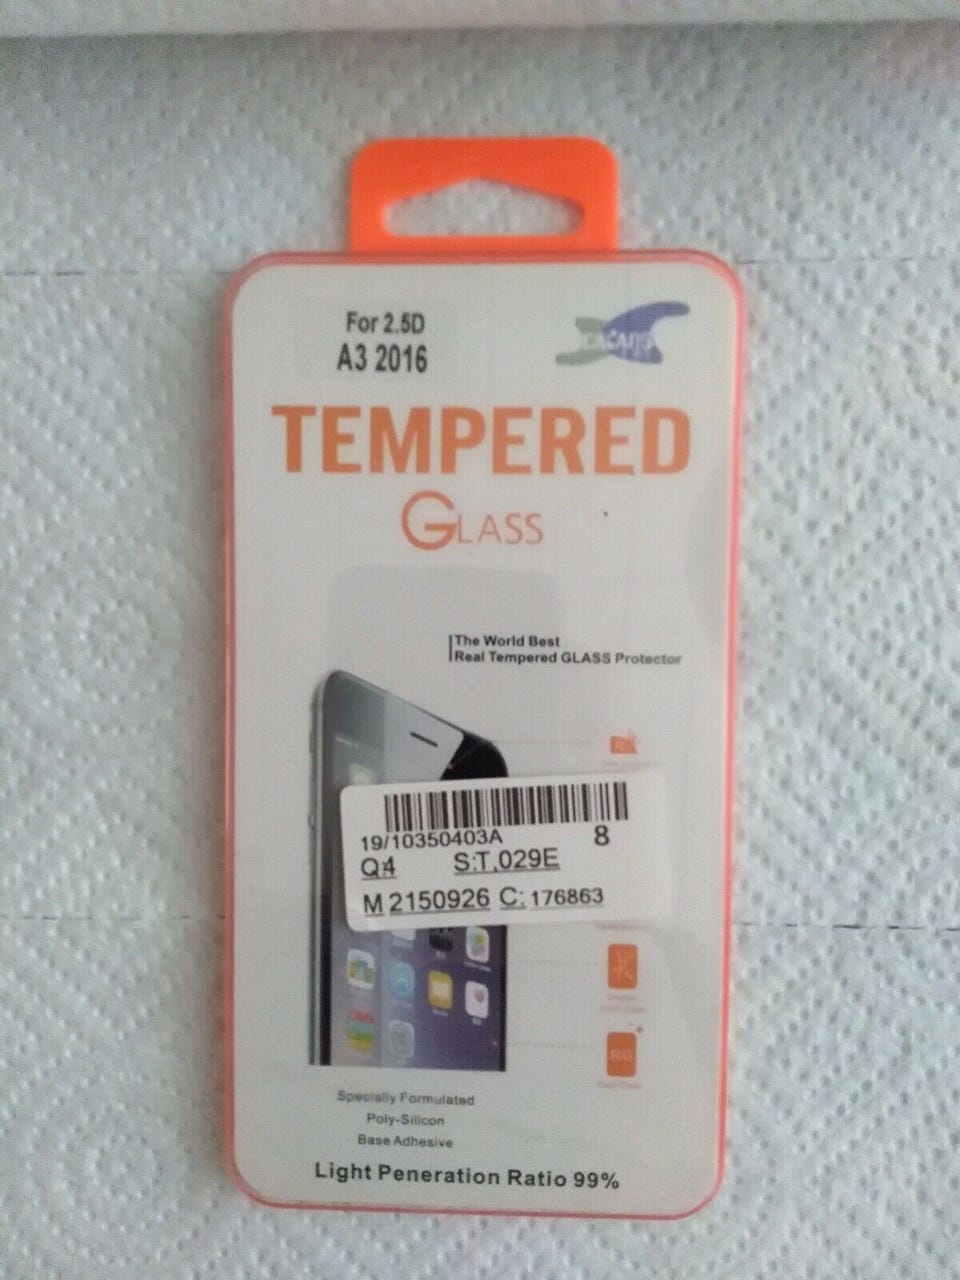 For 2.5D
A3 2016
TEMPERED
GLASS
The World Best
Real Tempered GLASS Protector
19/10350403A 8
Q4 S:T,029E
M 2150926 C: 176863
Specially Formulated
Poly-Silicon
Base Adhesive
Light Peneration Ratio 99%